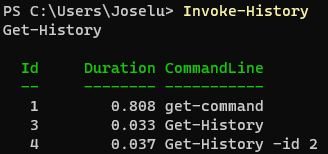 PS C:\Users\Joselu> Invoke-History
Get-History
Id Duration CommandLine
-- -------- -----------
1 0.808 get-command
3 0.033 Get-History
4 0.037 Get-History -id 2